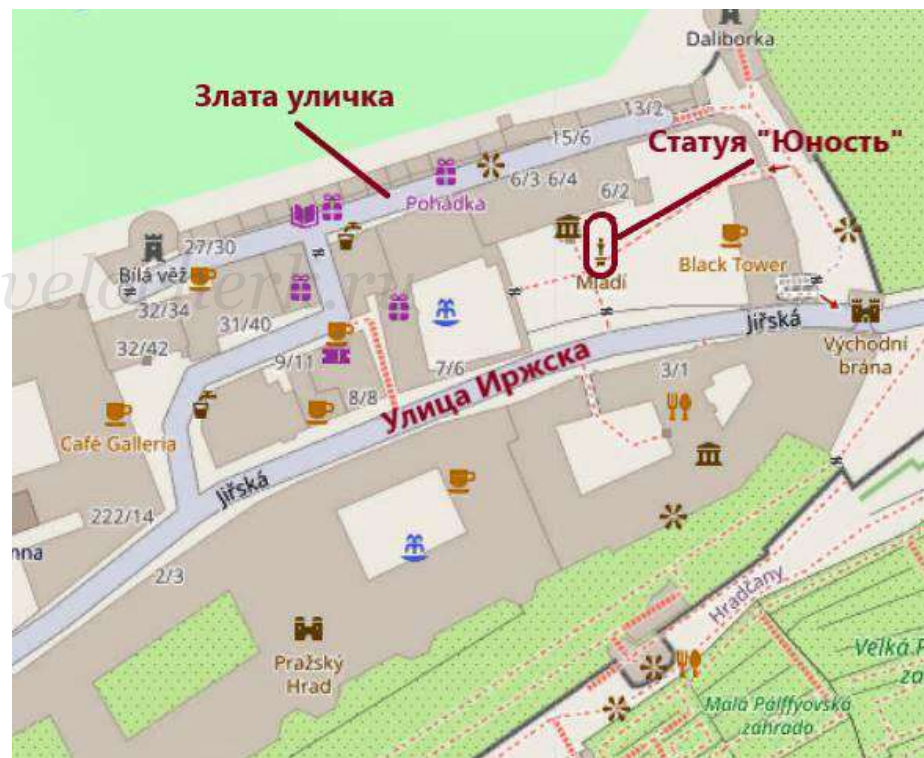 Daliborka
Злата уличка
13/2
15/6
Статуя "Юность"
6/3 6/4
6/2
Pohádka
27/30
Bílá věž
Black Tower
Mladí
velo-merk.ru
32/34
31/40
Jiřská
32/42
Východní
brána
9/11
7/6
Улица Иржска
3/1
8/8
Café Galleria
Jiřská
222/14
nna
2/3
Hradčany
Pražský
Hrad
Velká P
za
Malá Pálffyovská
zahrada